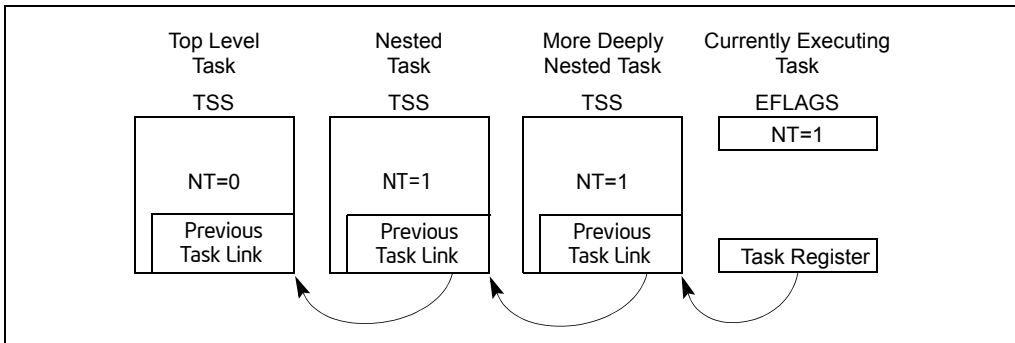 Top Level
Task
TSS
NT=0
Previous
Task Link
Nested
Task
TSS
NT=1
Previous
Task Link
More Deeply
Nested Task
TSS
NT=1
Previous
Task Link
Currently Executing
Task
EFLAGS
NT=1
Task Register